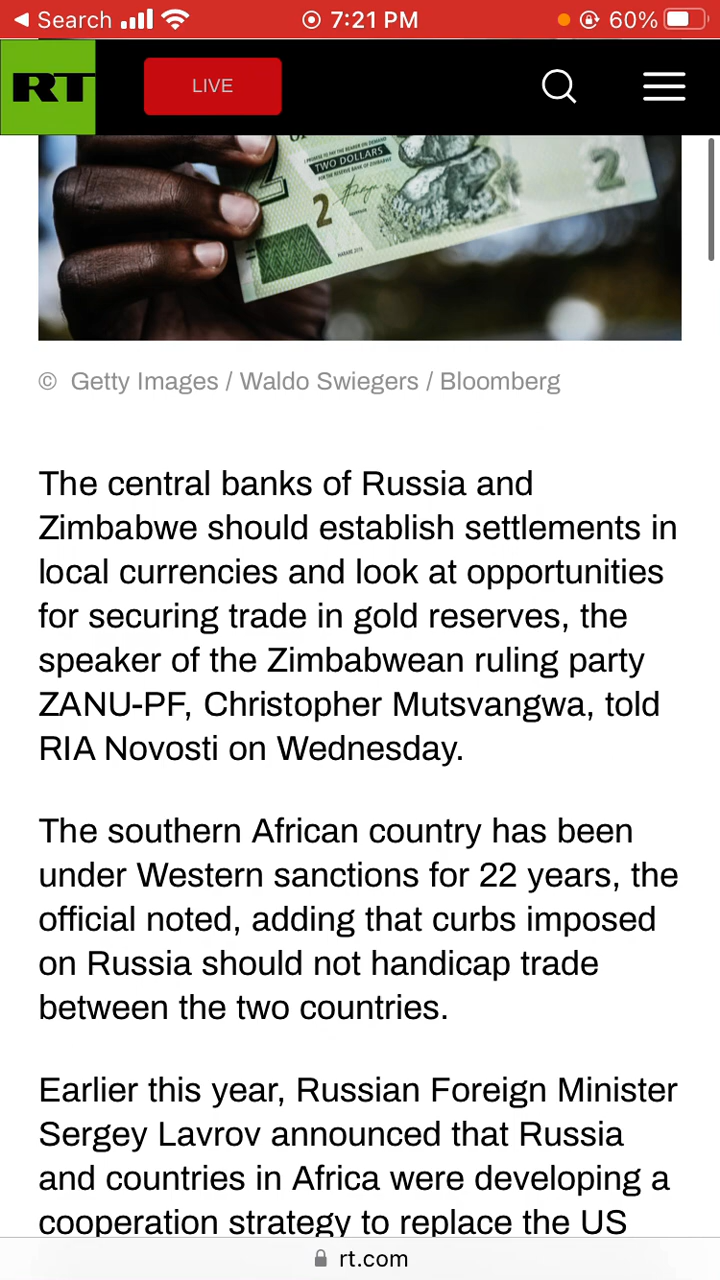 Search 7:21 PM 60%
RT LIVE
TWO DOLLARS
2 2
© Getty Images / Waldo Swiegers / Bloomberg
The central banks of Russia and
Zimbabwe should establish settlements in
local currencies and look at opportunities
for securing trade in gold reserves, the
speaker of the Zimbabwean ruling party
ZANU-PF, Christopher Mutsvangwa, told
RIA Novosti on Wednesday.
The southern African country has been
under Western sanctions for 22 years, the
official noted, adding that curbs imposed
on Russia should not handicap trade
between the two countries.
Earlier this year, Russian Foreign Minister
Sergey Lavrov announced that Russia
and countries in Africa were developing a
cooperation strategy to replace the US
rt.com